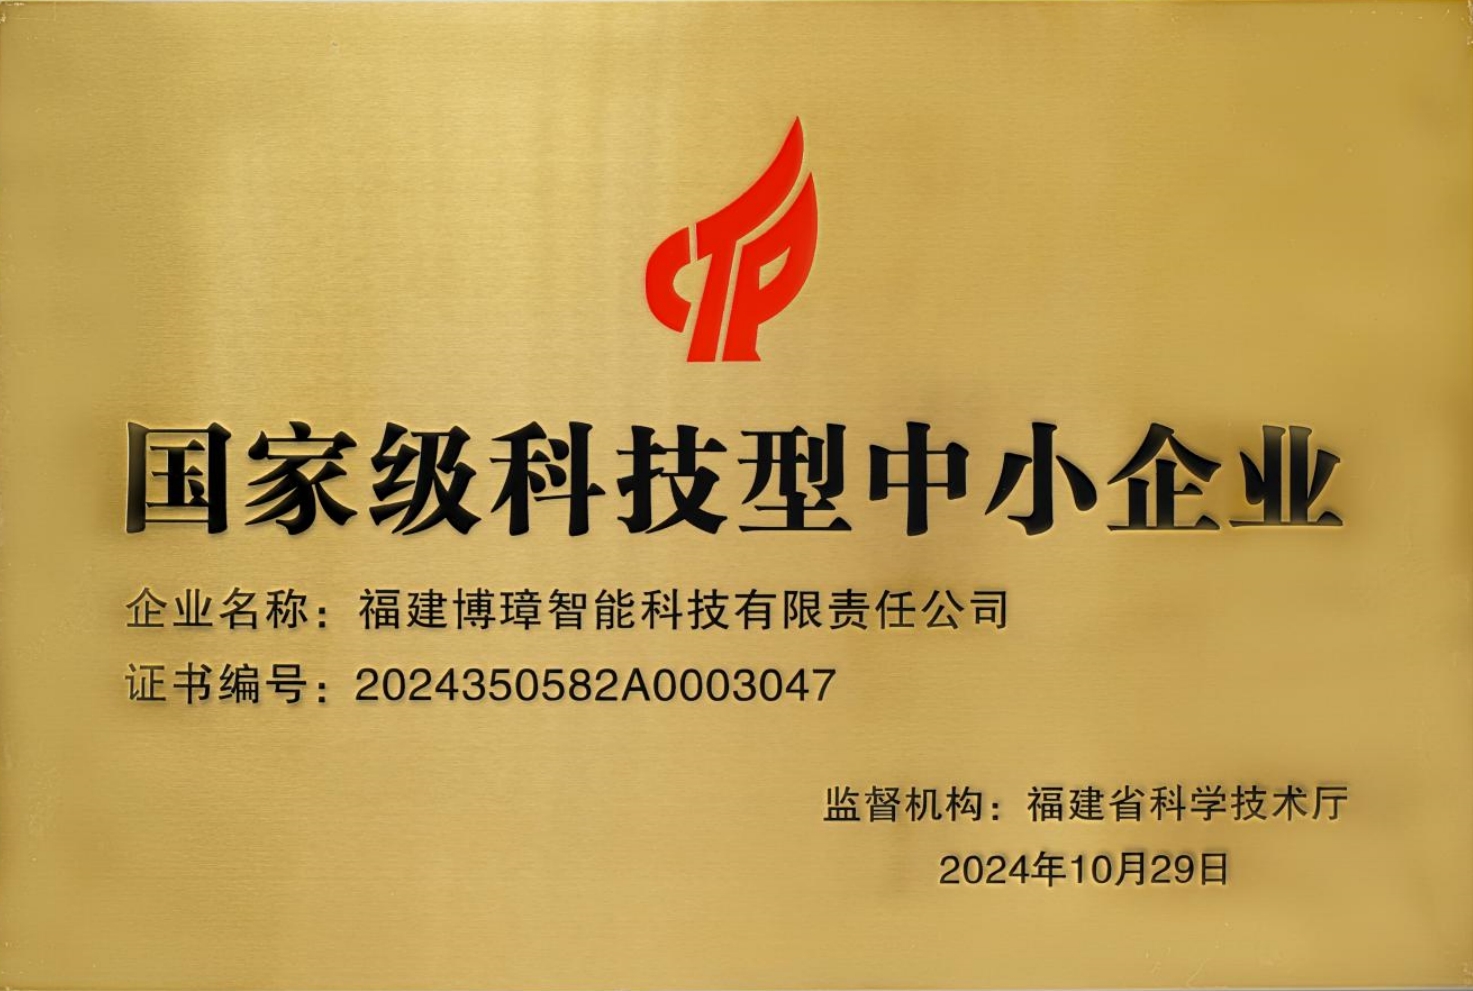 CTP
国家级科技型中小企业
企业名称：福建博璋智能科技有限责任公司
证书编号：2024350582A0003047
监督机构：福建省科学技术厅
2024年10月29日